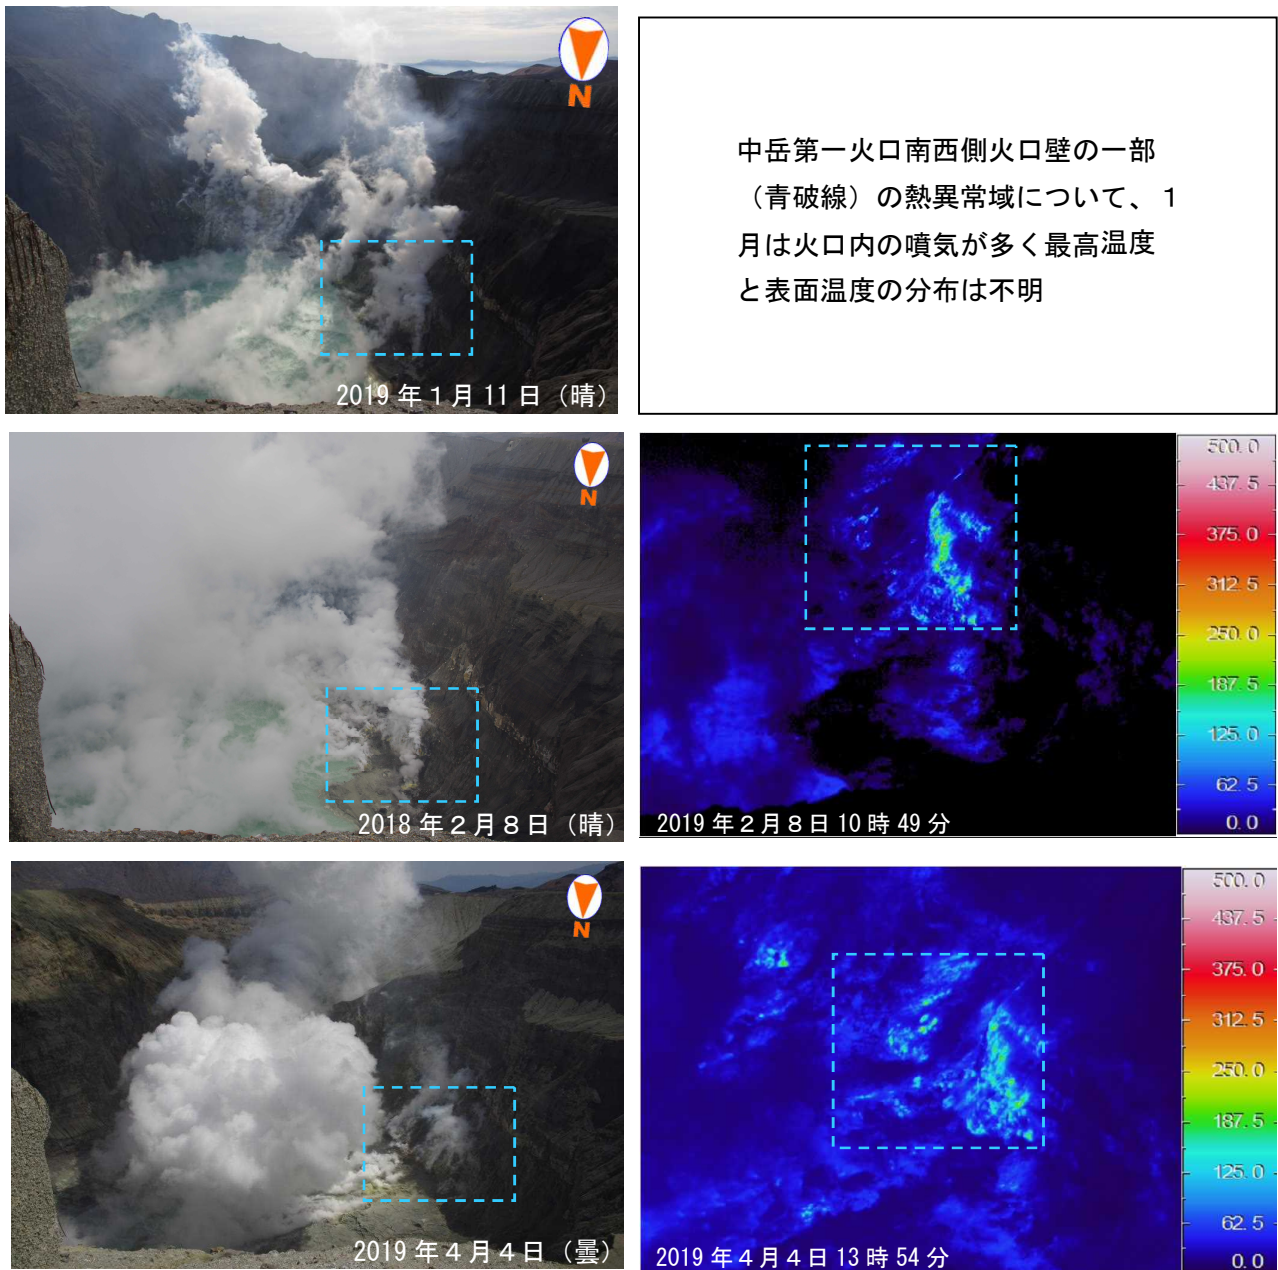 N
2019年1月11日（晴）
中岳第一火口南西側火口壁の一部
（青破線）の熱異常域について、１
月は火口内の噴気が多く最高温度
と表面温度の分布は不明
N
2018年２月８日（晴）
500.0
437.5
375.0
312.5
250.0
187.5
125.0
62.5
0.0
2019年２月８日10時49分
N
2019年４月４日（曇）
500.0
437.5
375.0
312.5
250.0
187.5
125.0
62.5
0.0
2019年４月４日13時54分